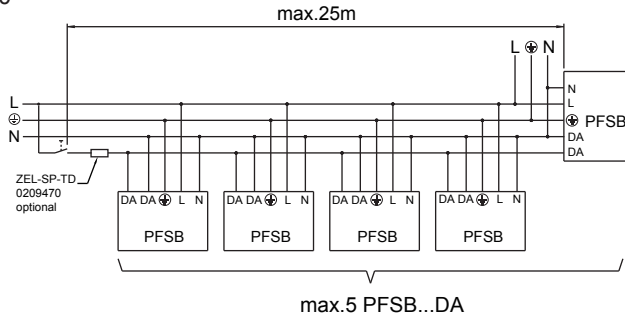 max.25m
L ⏚ N
N
L
L
⏚
⏚ PFSB
N
DA
DA
ZEL-SP-TD
0209470
optional
DA DA ⏚ L N
DA DA ⏚ L N
DA DA ⏚ L N
DA DA ⏚ L N
PFSB
PFSB
PFSB
PFSB
max.5 PFSB...DA